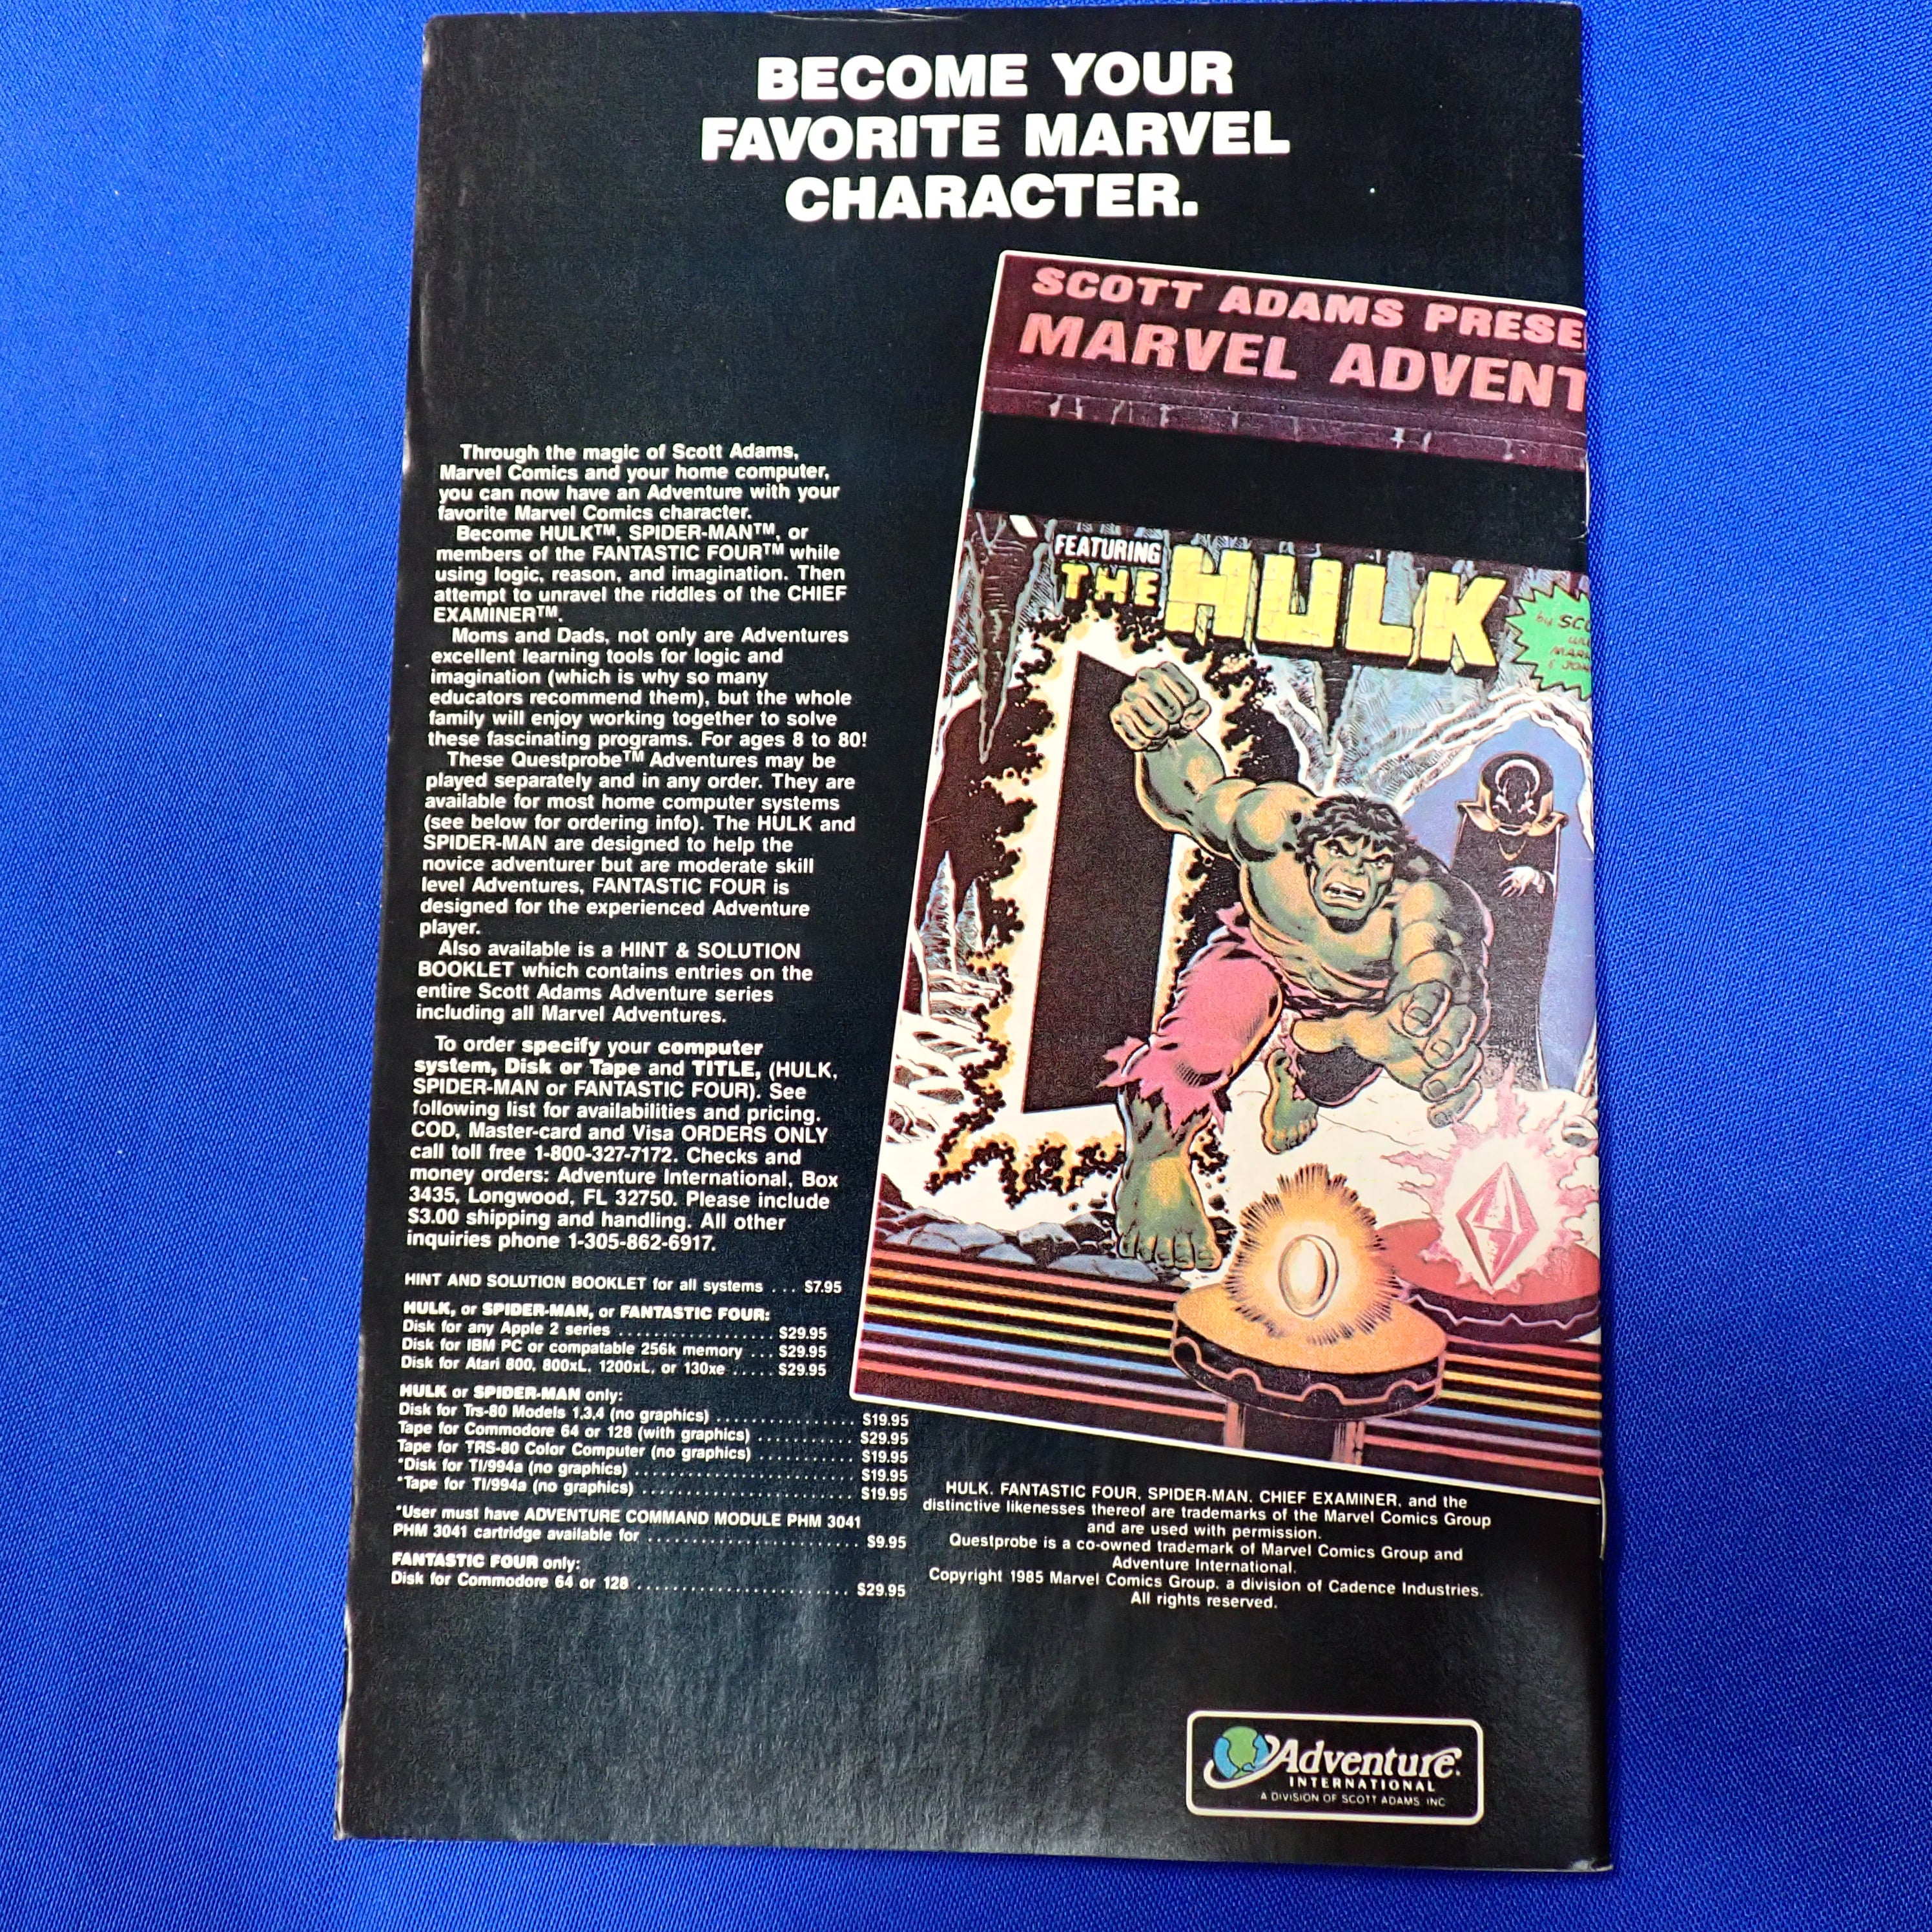 BECOME YOUR
FAVORITE MARVEL
CHARACTER.
SCOTT ADAMS PRESE
MARVEL ADVENT
FEATURING
THE HULK
by SCO
Through the magic of Scott Adams,
Marvel Comics and your home computer,
you can now have an Adventure with your
favorite Marvel Comics character.
Become HULK™, SPIDER-MAN™, or
members of the FANTASTIC FOUR™ while
using logic, reason, and imagination. Then
attempt to unravel the riddles of the CHIEF
EXAMINER™.
Moms and Dads, not only are Adventures
excellent learning tools for logic and
imagination (which is why so many
educators recommend them), but the whole
family will enjoy working together to solve
these fascinating programs. For ages 8 to 80!
These Questprobe™ Adventures may be
played separately and in any order. They are
available for most home computer systems
(see below for ordering info). The HULK and
SPIDER-MAN are designed to help the
novice adventurer but are moderate skill
level Adventures, FANTASTIC FOUR is
designed for the experienced Adventure
player.
Also available is a HINT & SOLUTION
BOOKLET which contains entries on the
entire Scott Adams Adventure series
including all Marvel Adventures.
To order specify your computer
system, Disk or Tape and TITLE, (HULK,
SPIDER-MAN or FANTASTIC FOUR). See
following list for availabilities and pricing.
COD, Master-card and Visa ORDERS ONLY
call toll free 1-800-327-7172. Checks and
money orders: Adventure International, Box
3435, Longwood, FL 32750. Please include
$3.00 shipping and handling. All other
inquiries phone 1-305-862-6917.
HINT AND SOLUTION BOOKLET for all systems ... $7.95
HULK, or SPIDER-MAN, or FANTASTIC FOUR:
Disk for any Apple 2 series .................. $29.95
Disk for IBM PC or compatable 256k memory ... $29.95
Disk for Atari 800, 800xL, 1200xL, or 130xe ..... $29.95
HULK or SPIDER-MAN only:
Disk for Trs-80 Models 1,3,4 (no graphics) ................ $19.95
Tape for Commodore 64 or 128 (with graphics) ........... $29.95
Tape for TRS-80 Color Computer (no graphics) ........... $19.95
*Disk for TI/994a (no graphics) ........................ $19.95
*Tape for TI/994a (no graphics) ........................ $19.95
*User must have ADVENTURE COMMAND MODULE PHM 3041
PHM 3041 cartridge available for ........................ $9.95
FANTASTIC FOUR only:
Disk for Commodore 64 or 128 ........................ $29.95
HULK, FANTASTIC FOUR, SPIDER-MAN, CHIEF EXAMINER, and the
distinctive likenesses thereof are trademarks of the Marvel Comics Group
and are used with permission.
Questprobe is a co-owned trademark of Marvel Comics Group and
Adventure International.
Copyright 1985 Marvel Comics Group, a division of Cadence Industries.
All rights reserved.
Adventure
INTERNATIONAL
A DIVISION OF SCOTT ADAMS, INC